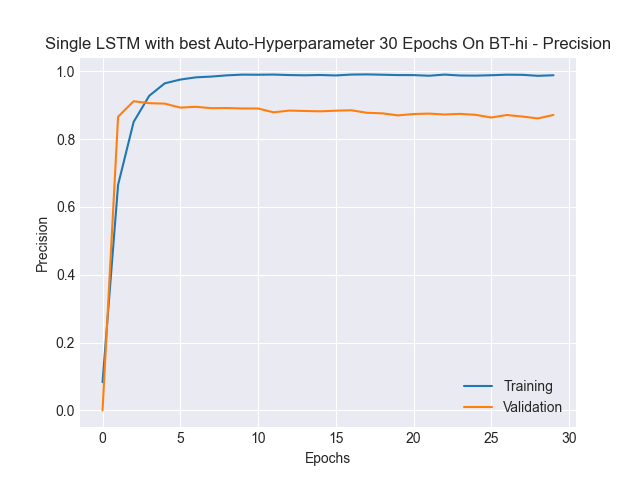 Single LSTM with best Auto-Hyperparameter 30 Epochs On BT-hi - Precision
1.0
0.8
0.6
0.4
0.2
0.0
Precision
Training
Validation
0 5 10 15 20 25 30
Epochs